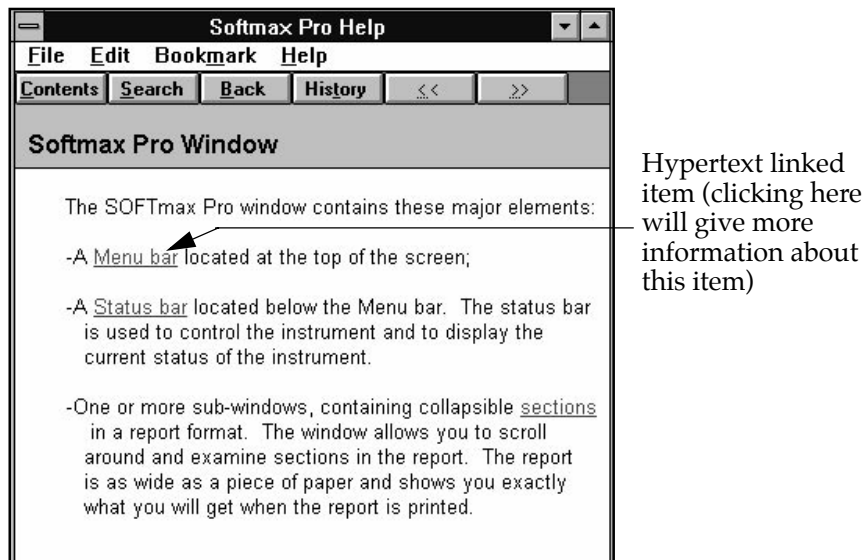 Softmax Pro Help
File Edit Bookmark Help
Contents Search Back History << >>
Softmax Pro Window
The SOFTmax Pro window contains these major elements:
-A Menu bar located at the top of the screen;
-A Status bar located below the Menu bar. The status bar
is used to control the instrument and to display the
current status of the instrument.
-One or more sub-windows, containing collapsible sections
in a report format. The window allows you to scroll
around and examine sections in the report. The report
is as wide as a piece of paper and shows you exactly
what you will get when the report is printed.
Hypertext linked
item (clicking here
will give more
information about
this item)